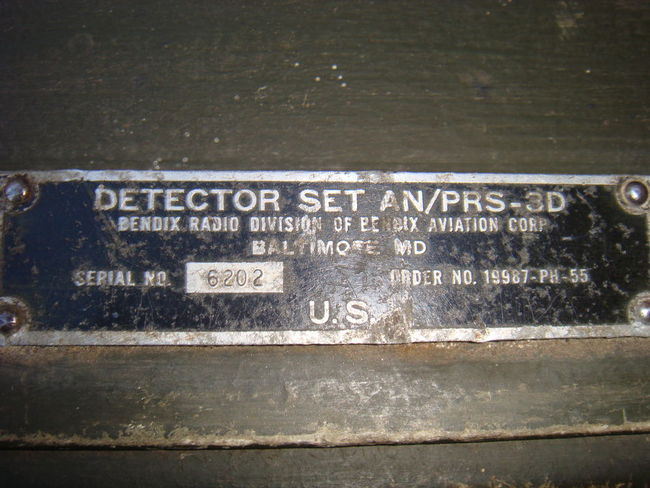 DETECTOR SET AN/PRS-3D
BENDIX RADIO DIVISION OF BENDIX AVIATION CORP
BALTIMORE MD
SERIAL NO. 6202 ORDER NO. 19987-PH-55
U.S